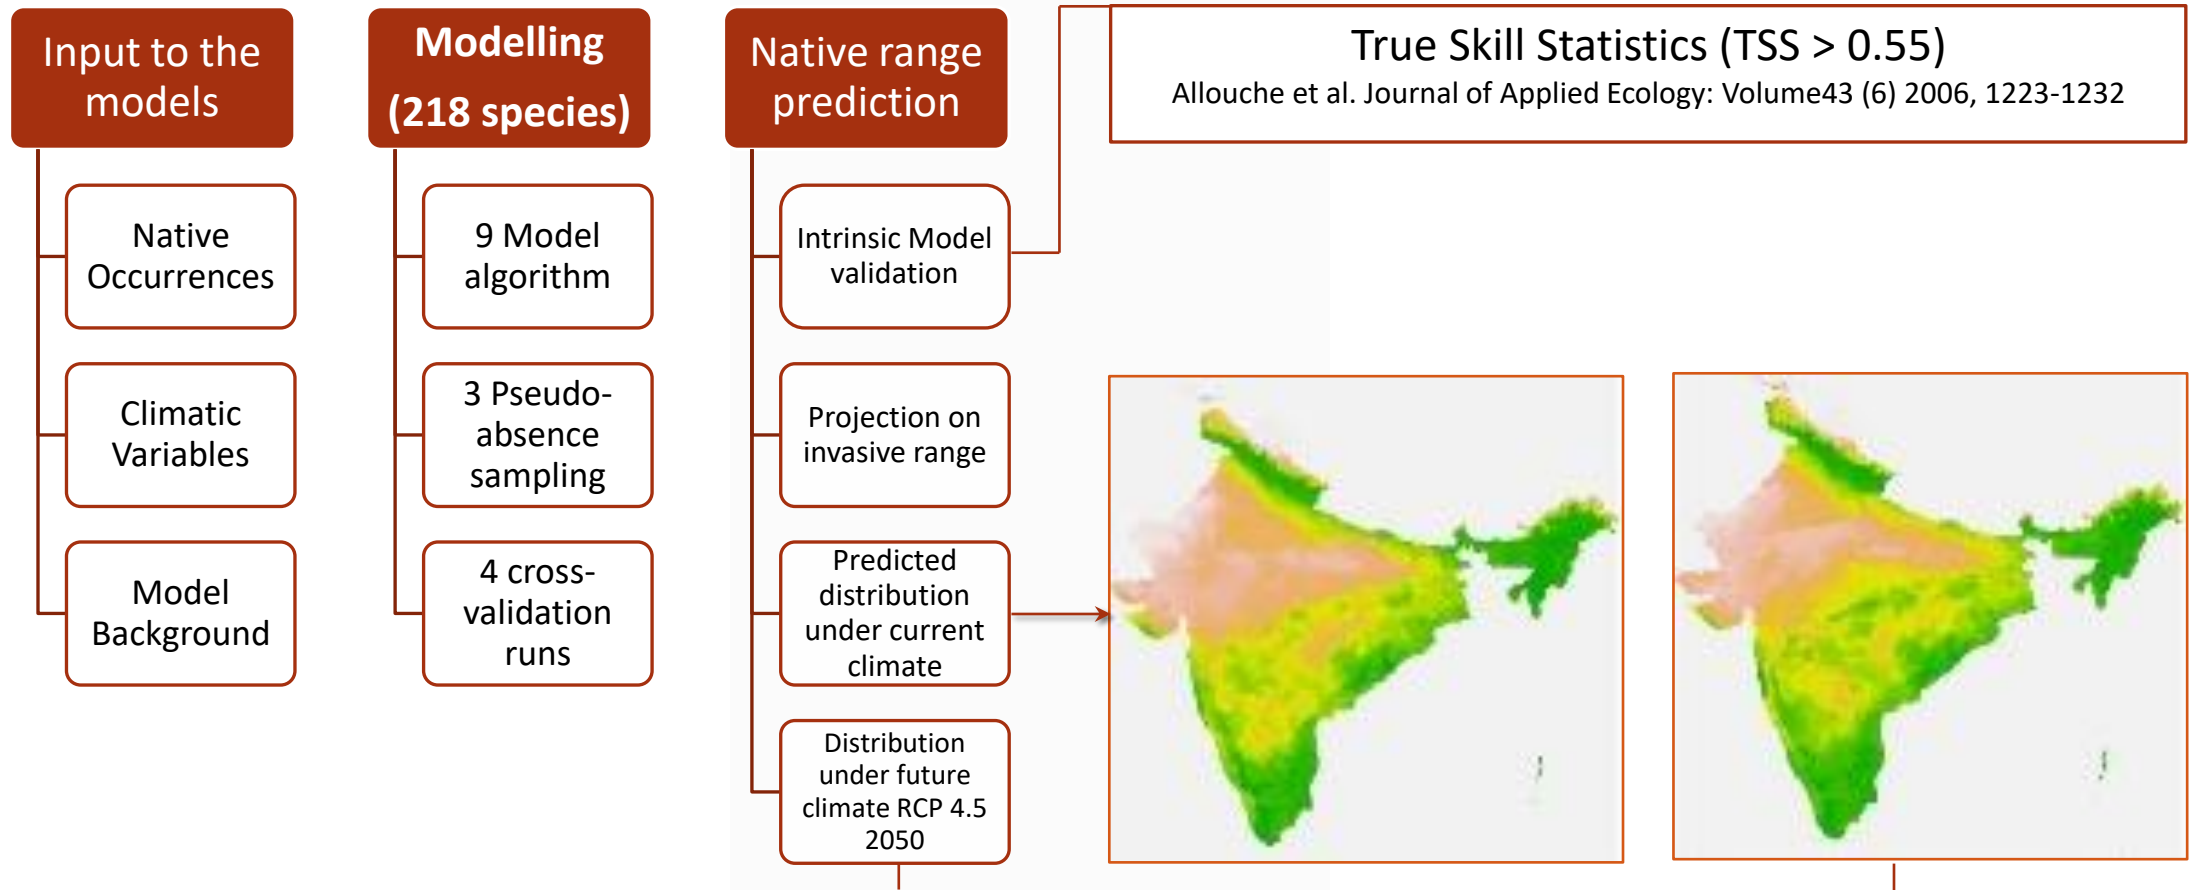 Input to the
models
Native
Occurrences
Climatic
Variables
Model
Background
Modelling
(218 species)
9 Model
algorithm
3 Pseudo-
absence
sampling
4 cross-
validation
runs
Native range
prediction
Intrinsic Model
validation
Projection on
invasive range
Predicted
distribution
under current
climate
Distribution
under future
climate RCP 4.5
2050
True Skill Statistics (TSS > 0.55)
Allouche et al. Journal of Applied Ecology: Volume43 (6) 2006, 1223-1232